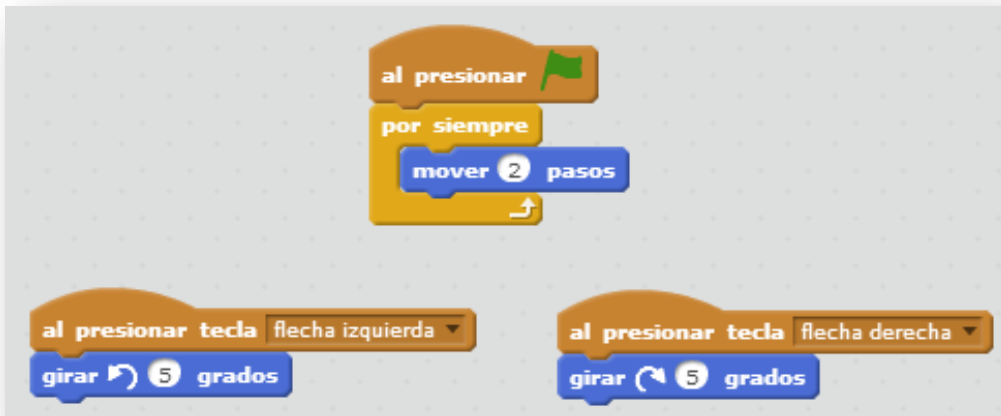 al presionar
por siempre
mover 2 pasos
al presionar tecla flecha izquierda
girar 5 grados
al presionar tecla flecha derecha
girar 5 grados